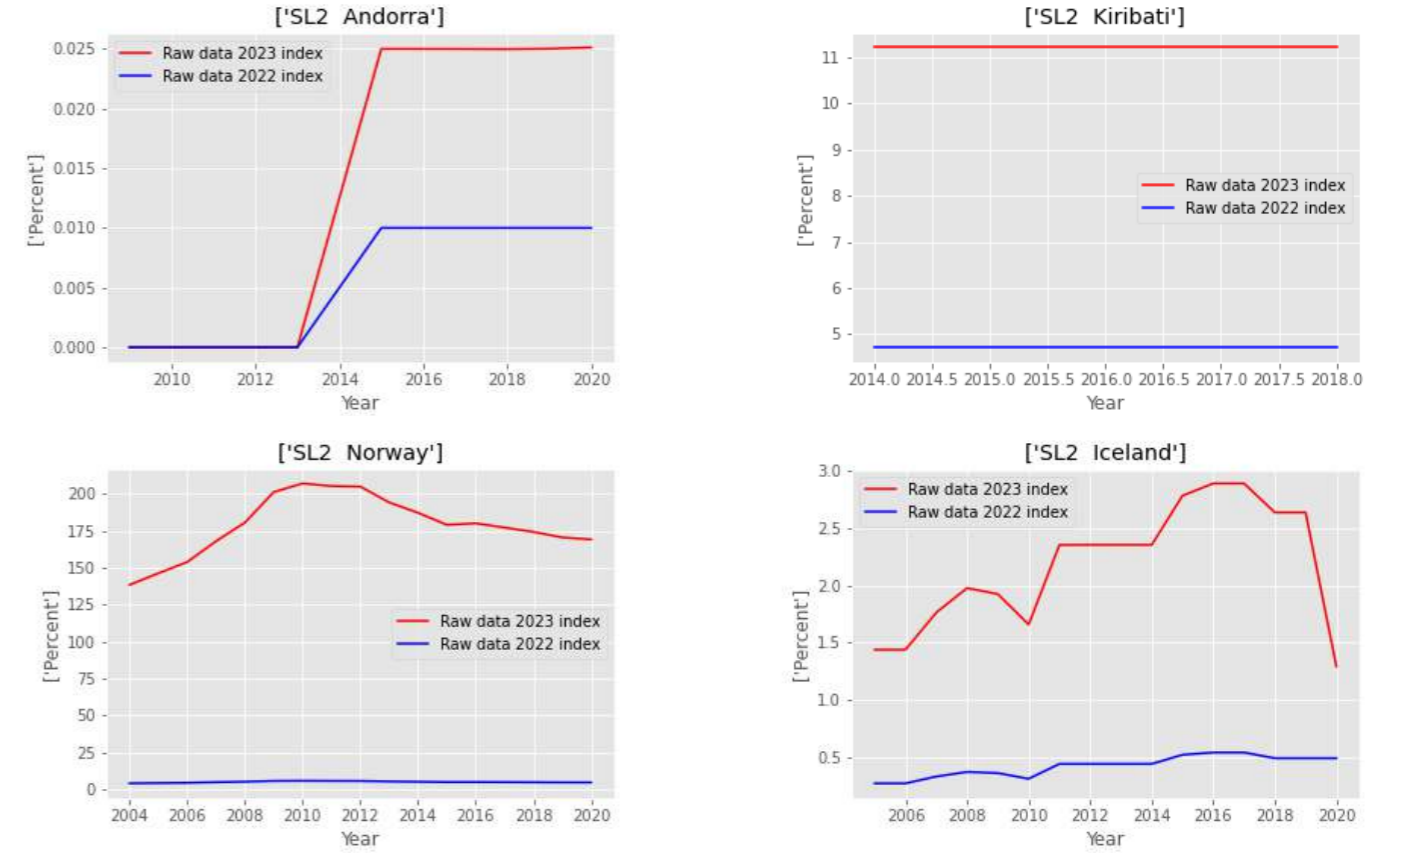 ['SL2  Andorra']
Raw data 2023 index
Raw data 2022 index
0.025
0.020
0.015
0.010
0.005
0.000
['Percent']
2010 2012 2014 2016 2018 2020
Year
['SL2  Kiribati']
11
10
9
8
7
6
5
['Percent']
Raw data 2023 index
Raw data 2022 index
2014.0 2014.5 2015.0 2015.5 2016.0 2016.5 2017.0 2017.5 2018.0
Year
['SL2  Norway']
200
175
150
125
100
75
50
25
0
['Percent']
Raw data 2023 index
Raw data 2022 index
2004 2006 2008 2010 2012 2014 2016 2018 2020
Year
['SL2  Iceland']
3.0
2.5
2.0
1.5
1.0
0.5
['Percent']
Raw data 2023 index
Raw data 2022 index
2006 2008 2010 2012 2014 2016 2018 2020
Year